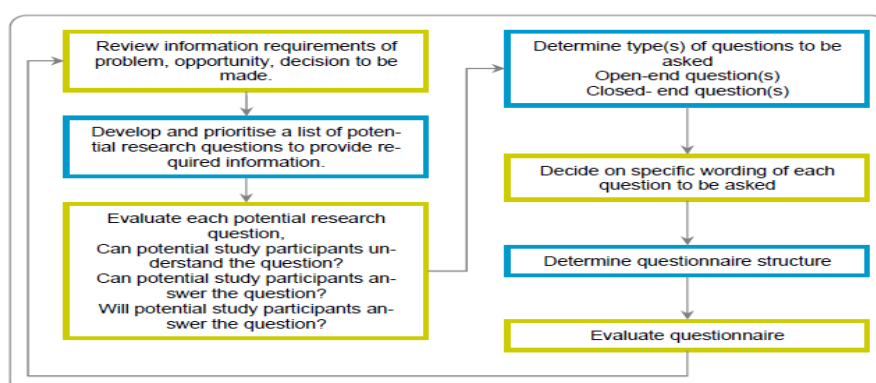 Review information requirements of
problem, opportunity, decision to be
made.
Develop and prioritise a list of poten-
tial research questions to provide re-
quired information.
Evaluate each potential research
question,
Can potential study participants un-
derstand the question?
Can potential study participants an-
swer the question?
Will potential study participants an-
swer the question?
Determine type(s) of questions to be
asked
Open-end question(s)
Closed- end question(s)
Decide on specific wording of each
question to be asked
Determine questionnaire structure
Evaluate questionnaire